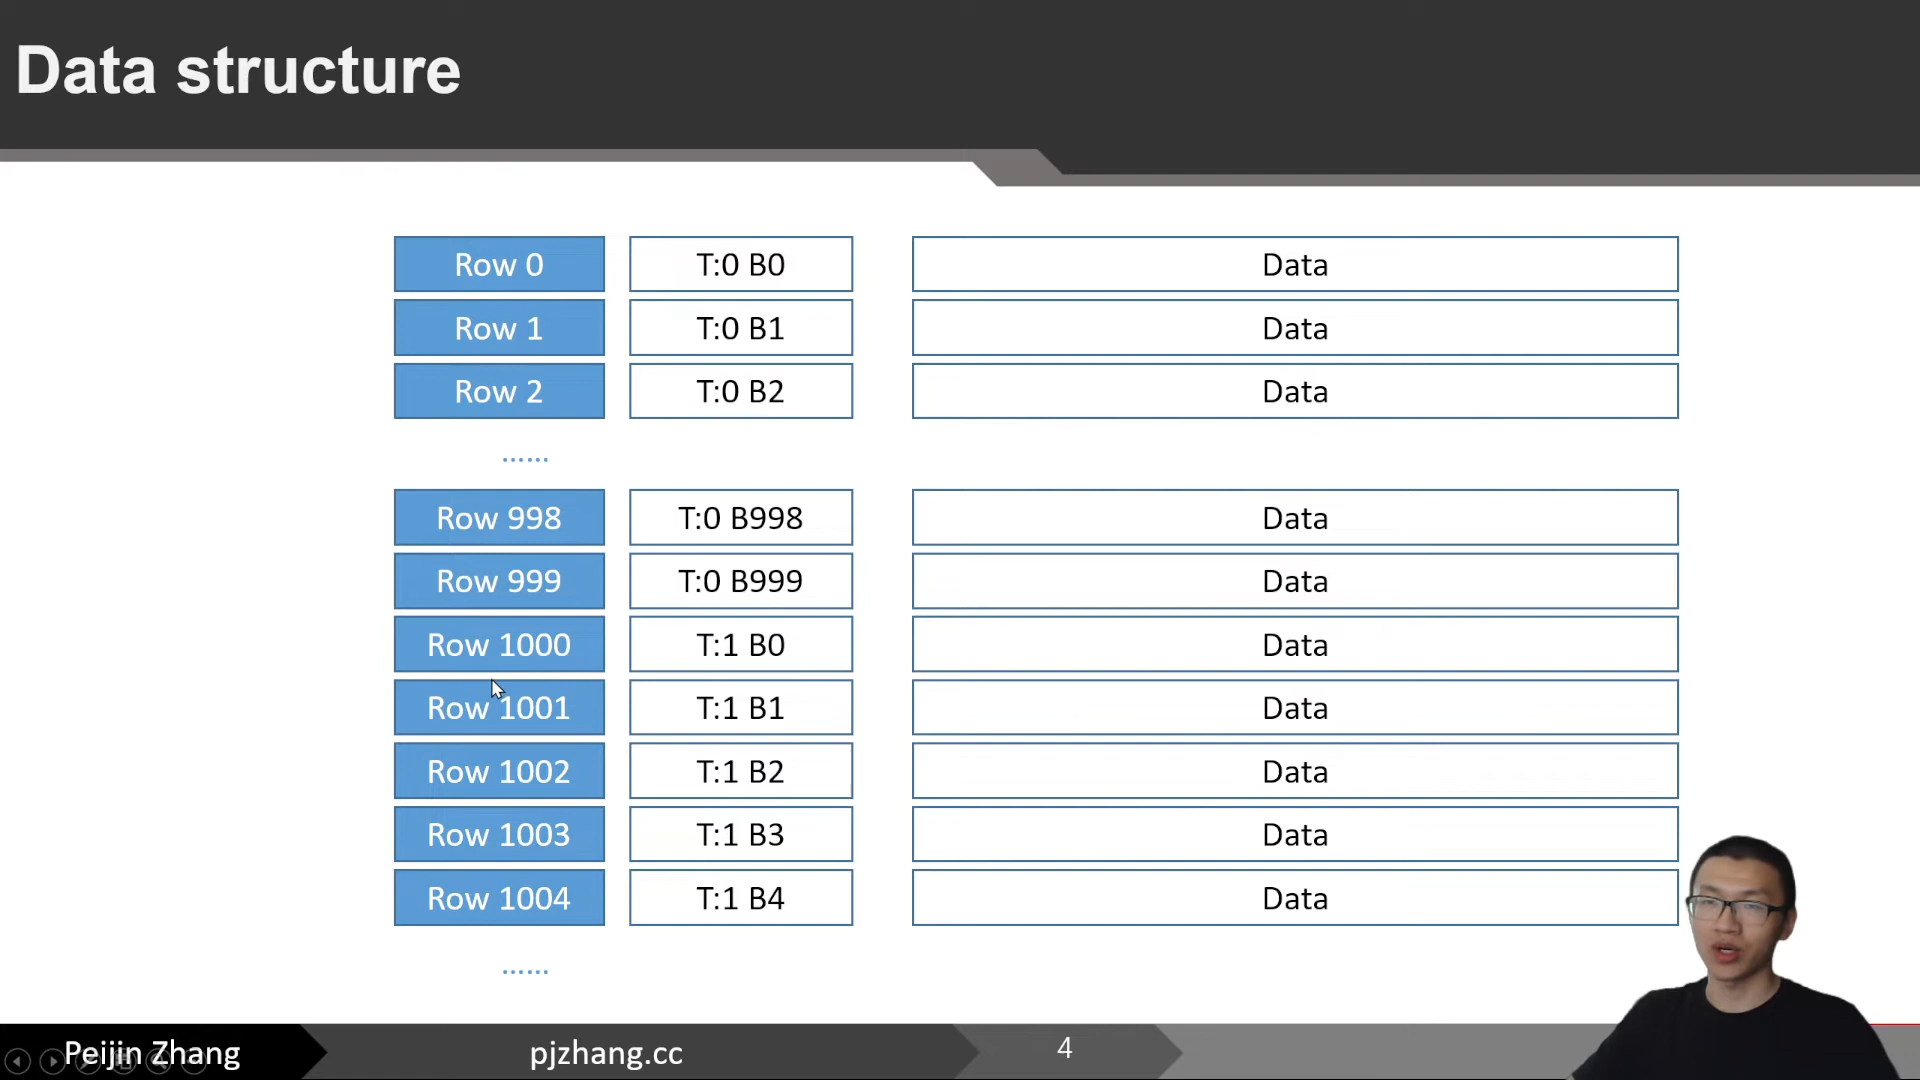 Data structure
Row 0 T:0 B0 Data
Row 1 T:0 B1 Data
Row 2 T:0 B2 Data
......
Row 998 T:0 B998 Data
Row 999 T:0 B999 Data
Row 1000 T:1 B0 Data
Row 1001 T:1 B1 Data
Row 1002 T:1 B2 Data
Row 1003 T:1 B3 Data
Row 1004 T:1 B4 Data
......
Peijin Zhang pjzhang.cc 4